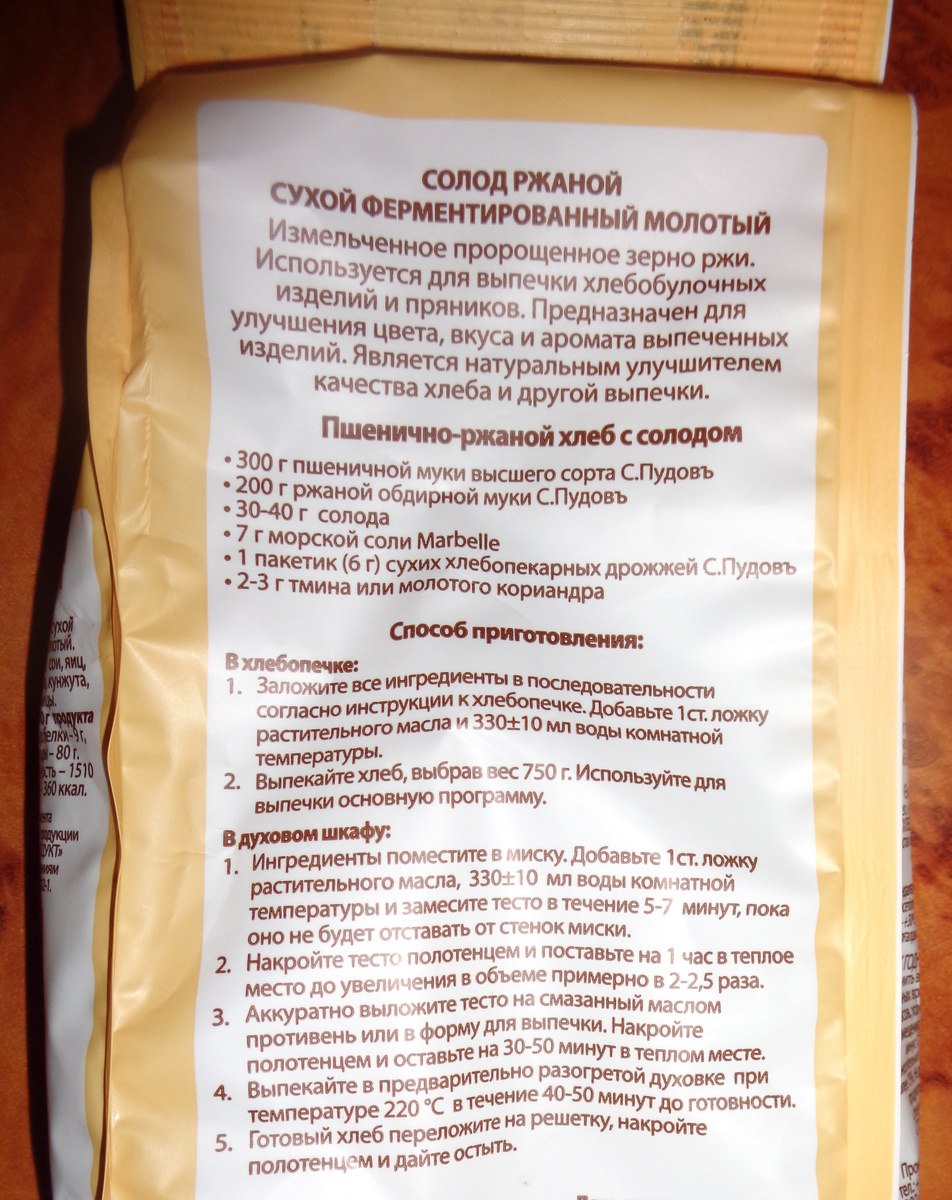 СОЛОД РЖАНОЙ
СУХОЙ ФЕРМЕНТИРОВАННЫЙ МОЛОТЫЙ
Измельченное пророщенное зерно ржи.
Используется для выпечки хлебобулочных
изделий и пряников. Предназначен для
улучшения цвета, вкуса и аромата выпеченных
изделий. Является натуральным улучшителем
качества хлеба и другой выпечки.
Пшенично-ржаной хлеб с солодом
• 300 г пшеничной муки высшего сорта С.Пудовъ
• 200 г ржаной обдирной муки С.Пудовъ
• 30-40 г солода
• 7 г морской соли Marbelle
• 1 пакетик (6 г) сухих хлебопекарных дрожжей С.Пудовъ
• 2-3 г тмина или молотого кориандра
Способ приготовления:
В хлебопечке:
1. Заложите все ингредиенты в последовательности
согласно инструкции к хлебопечке. Добавьте 1ст. ложку
растительного масла и 330±10 мл воды комнатной
температуры.
2. Выпекайте хлеб, выбрав вес 750 г. Используйте для
выпечки основную программу.
В духовом шкафу:
1. Ингредиенты поместите в миску. Добавьте 1ст. ложку
растительного масла, 330±10 мл воды комнатной
температуры и замесите тесто в течение 5-7 минут, пока
оно не будет отставать от стенок миски.
2. Накройте тесто полотенцем и поставьте на 1 час в теплое
место до увеличения в объеме примерно в 2-2,5 раза.
3. Аккуратно выложите тесто на смазанный маслом
противень или в форму для выпечки. Накройте
полотенцем и оставьте на 30-50 минут в теплом месте.
4. Выпекайте в предварительно разогретой духовке при
температуре 220 °C в течение 40-50 минут до готовности.
5. Готовый хлеб переложите на решетку, накройте
полотенцем и дайте остыть.
яиц,
кунжута,
продукта
– 80 г.
– 1510
360 ккал.